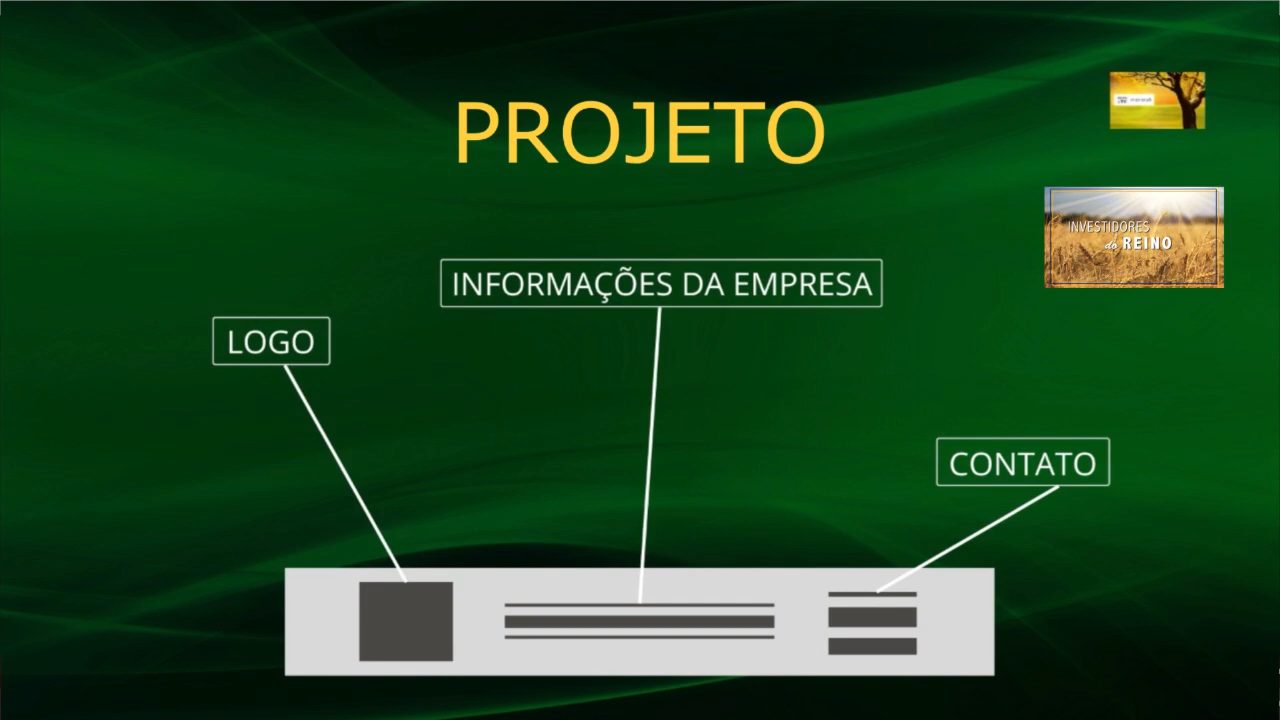 PROJETO
INVESTIDORES
do REINO
INFORMAÇÕES DA EMPRESA
LOGO
CONTATO